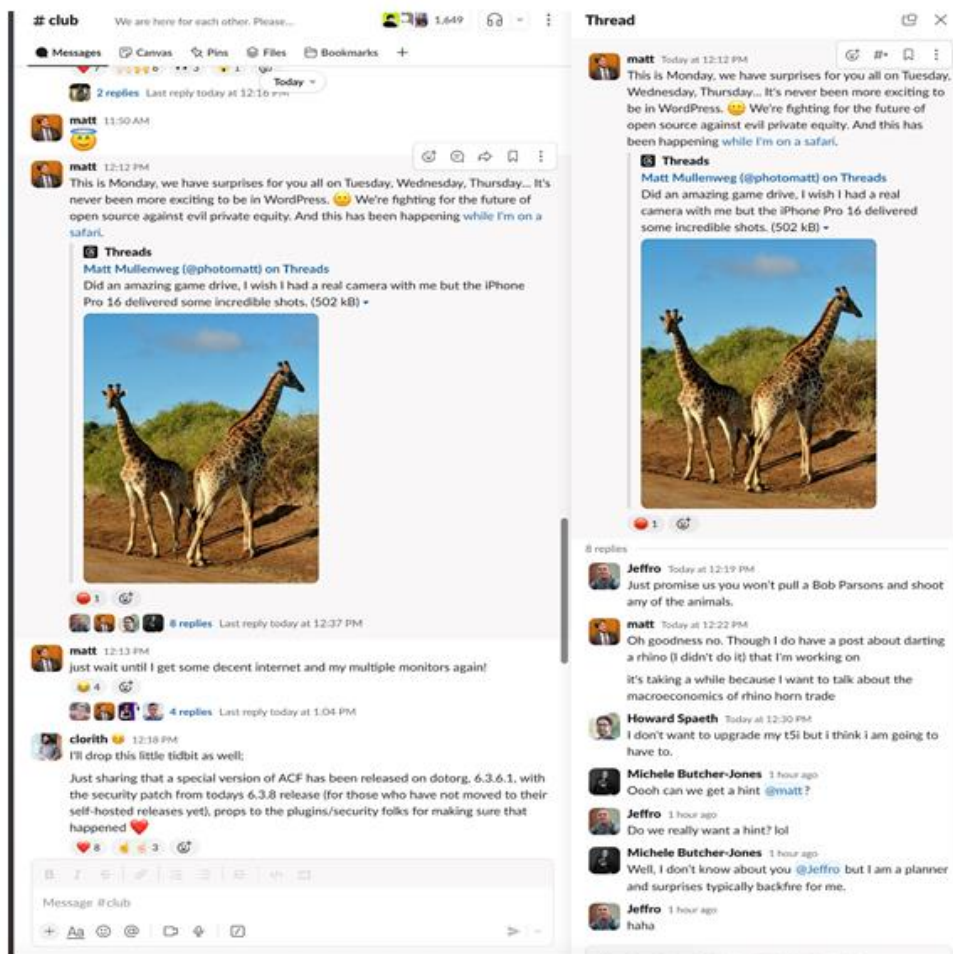 # club
We are here for each other. Please...
1,649
Messages
Canvas
Pins
Files
Bookmarks
Today
2 replies Last reply today at 12:16 PM
matt 11:50 AM
matt 12:12 PM
This is Monday, we have surprises for you all on Tuesday, Wednesday, Thursday... It's
never been more exciting to be in WordPress. We're fighting for the future of
open source against evil private equity. And this has been happening while I'm on a
safari.
Threads
Matt Mullenweg (@photomatt) on Threads
Did an amazing game drive, I wish I had a real camera with me but the iPhone
Pro 16 delivered some incredible shots. (502 kB)
1
8 replies Last reply today at 12:37 PM
matt 12:13 PM
just wait until I get some decent internet and my multiple monitors again!
4
4 replies Last reply today at 1:04 PM
clorith 12:18 PM
I'll drop this little tidbit as well;
Just sharing that a special version of ACF has been released on dotorg, 6.3.6.1, with
the security patch from todays 6.3.8 release (for those who have not moved to their
self-hosted releases yet), props to the plugins/security folks for making sure that
happened
8
3
Message #club
Aa
Thread
matt Today at 12:12 PM
This is Monday, we have surprises for you all on Tuesday,
Wednesday, Thursday... It's never been more exciting to
be in WordPress. We're fighting for the future of
open source against evil private equity. And this has
been happening while I'm on a safari.
Threads
Matt Mullenweg (@photomatt) on Threads
Did an amazing game drive, I wish I had a real
camera with me but the iPhone Pro 16 delivered
some incredible shots. (502 kB)
1
8 replies
Jeffro Today at 12:19 PM
Just promise us you won't pull a Bob Parsons and shoot
any of the animals.
matt Today at 12:22 PM
Oh goodness no. Though I do have a post about darting
a rhino (I didn't do it) that I'm working on
it's taking a while because I want to talk about the
macroeconomics of rhino horn trade
Howard Spaeth Today at 12:30 PM
I don't want to upgrade my t5i but i think i am going to
have to.
Michele Butcher-Jones 1 hour ago
Oooh can we get a hint @matt?
Jeffro 1 hour ago
Do we really want a hint? lol
Michele Butcher-Jones 1 hour ago
Well, I don't know about you @Jeffro but I am a planner
and surprises typically backfire for me.
Jeffro 1 hour ago
haha